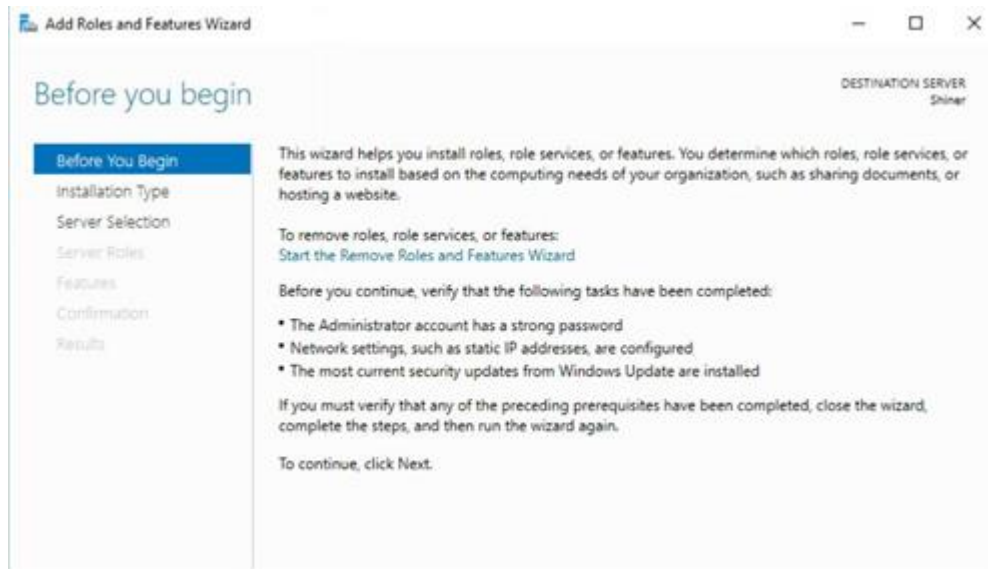 Add Roles and Features Wizard
Before you begin
DESTINATION SERVER
Shiner
Before You Begin
Installation Type
Server Selection
Server Roles
Features
Confirmation
Results
This wizard helps you install roles, role services, or features. You determine which roles, role services, or
features to install based on the computing needs of your organization, such as sharing documents, or
hosting a website.
To remove roles, role services, or features:
Start the Remove Roles and Features Wizard
Before you continue, verify that the following tasks have been completed:
• The Administrator account has a strong password
• Network settings, such as static IP addresses, are configured
• The most current security updates from Windows Update are installed
If you must verify that any of the preceding prerequisites have been completed, close the wizard,
complete the steps, and then run the wizard again.
To continue, click Next.